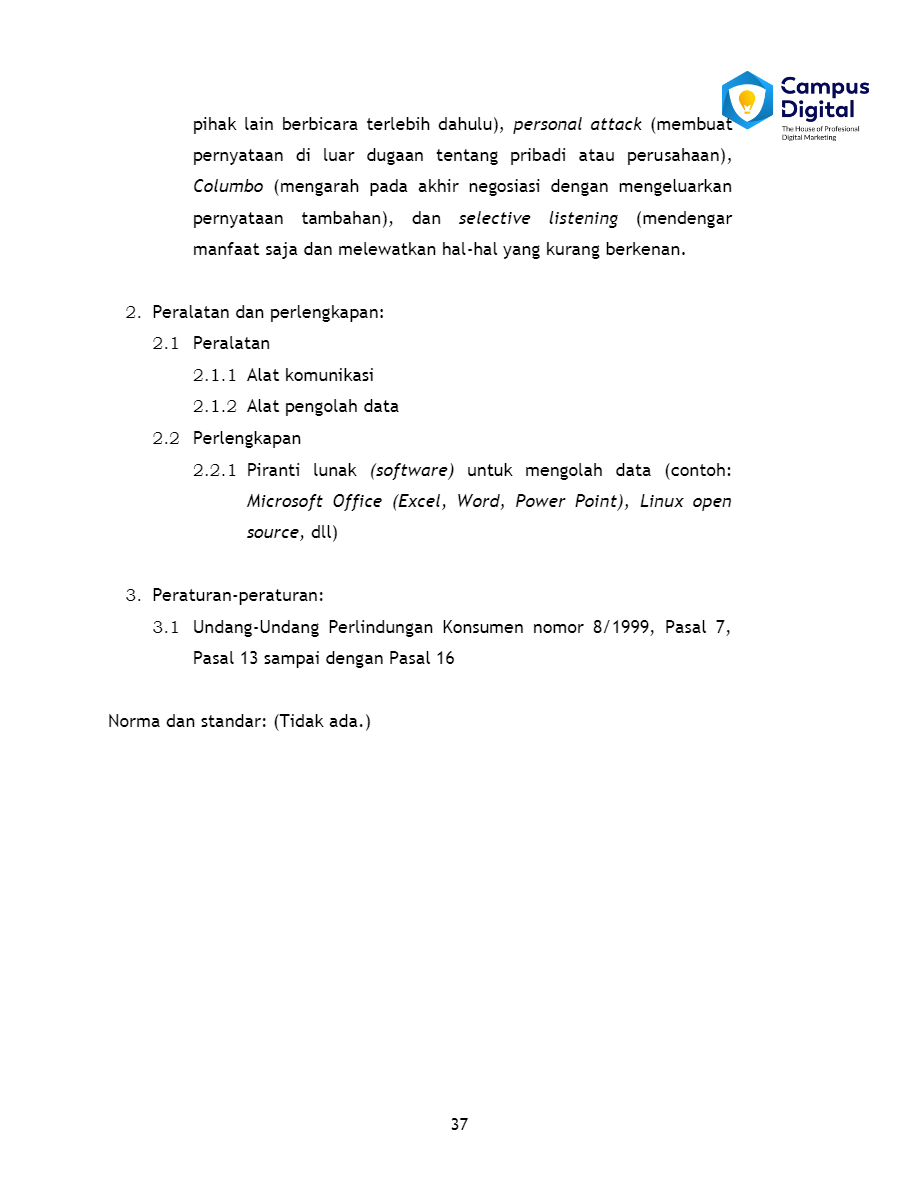 Campus
Digital
The House of Profesional
Digital Marketing
pihak lain berbicara terlebih dahulu), personal attack (membuat
pernyataan di luar dugaan tentang pribadi atau perusahaan),
Columbo (mengarah pada akhir negosiasi dengan mengeluarkan
pernyataan tambahan), dan selective listening (mendengar
manfaat saja dan melewatkan hal-hal yang kurang berkenan.
2. Peralatan dan perlengkapan:
2.1 Peralatan
2.1.1 Alat komunikasi
2.1.2 Alat pengolah data
2.2 Perlengkapan
2.2.1 Piranti lunak (software) untuk mengolah data (contoh:
Microsoft Office (Excel, Word, Power Point), Linux open
source, dll)
3. Peraturan-peraturan:
3.1 Undang-Undang Perlindungan Konsumen nomor 8/1999, Pasal 7,
Pasal 13 sampai dengan Pasal 16
Norma dan standar: (Tidak ada.)
37